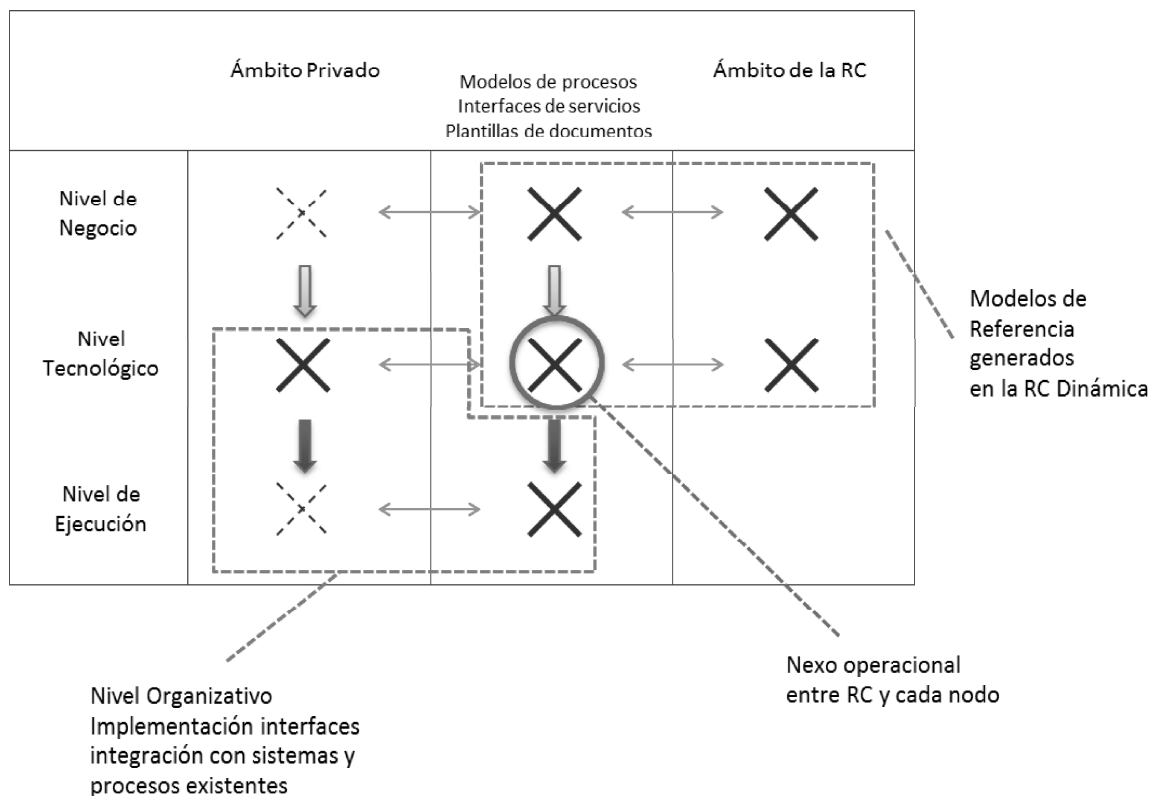 Ámbito Privado
Modelos de procesos
Interfaces de servicios
Plantillas de documentos
Ámbito de la RC
Nivel de
Negocio
Nivel
Tecnológico
Nivel de
Ejecución
Modelos de
Referencia
generados
en la RC Dinámica
Nexo operacional
entre RC y cada nodo
Nivel Organizativo
Implementación interfaces
integración con sistemas y
procesos existentes